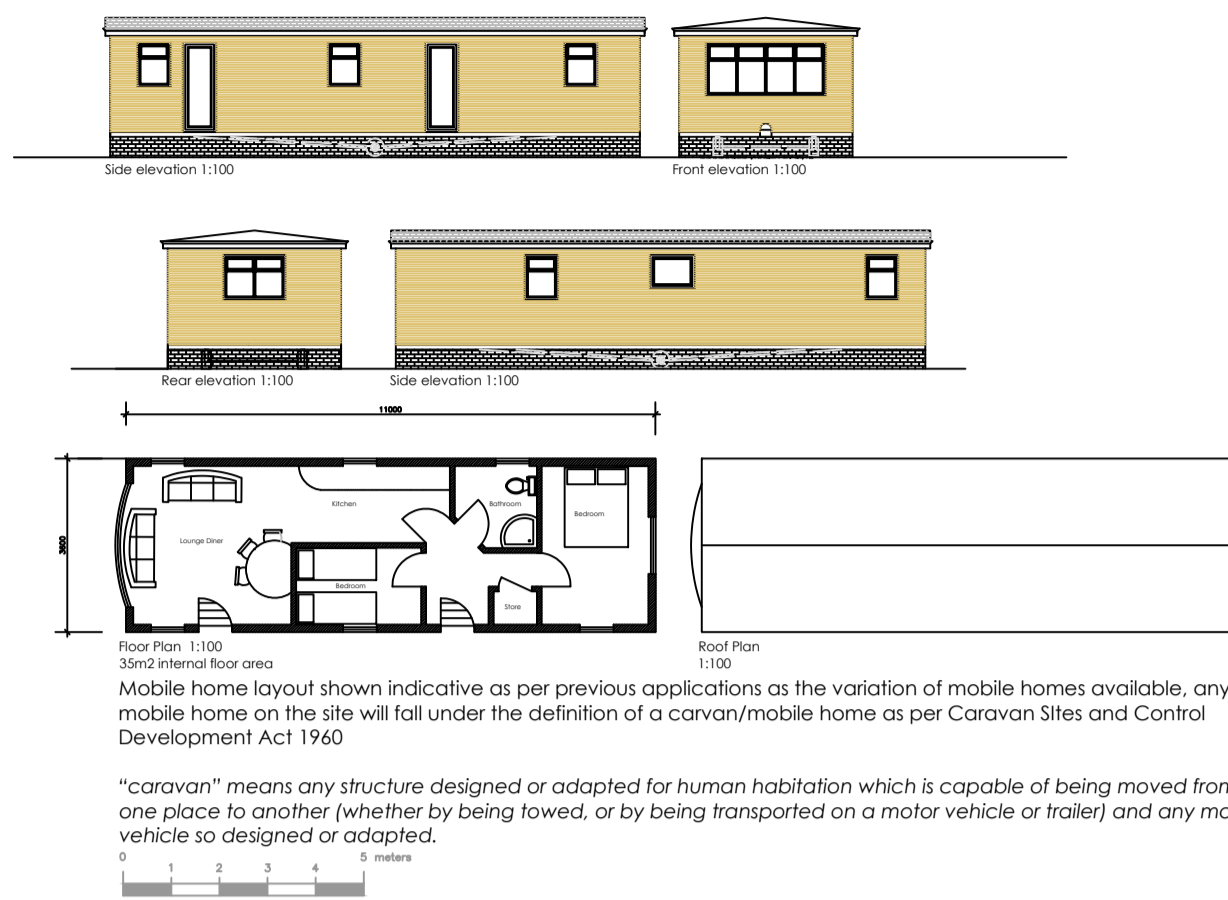 Side elevation 1:100
Front elevation 1:100
Rear elevation 1:100
Side elevation 1:100
11000
3600
Kitchen
Bathroom
Bedroom
Lounge Diner
Bedroom
Store
Floor Plan 1:100
35m2 internal floor area
Roof Plan
1:100
Mobile home layout shown indicative as per previous applications as the variation of mobile homes available, any
mobile home on the site will fall under the definition of a carvan/mobile home as per Caravan SItes and Control
Development Act 1960
“caravan” means any structure designed or adapted for human habitation which is capable of being moved from
one place to another (whether by being towed, or by being transported on a motor vehicle or trailer) and any
vehicle so designed or adapted.
0 1 2 3 4 5 meters